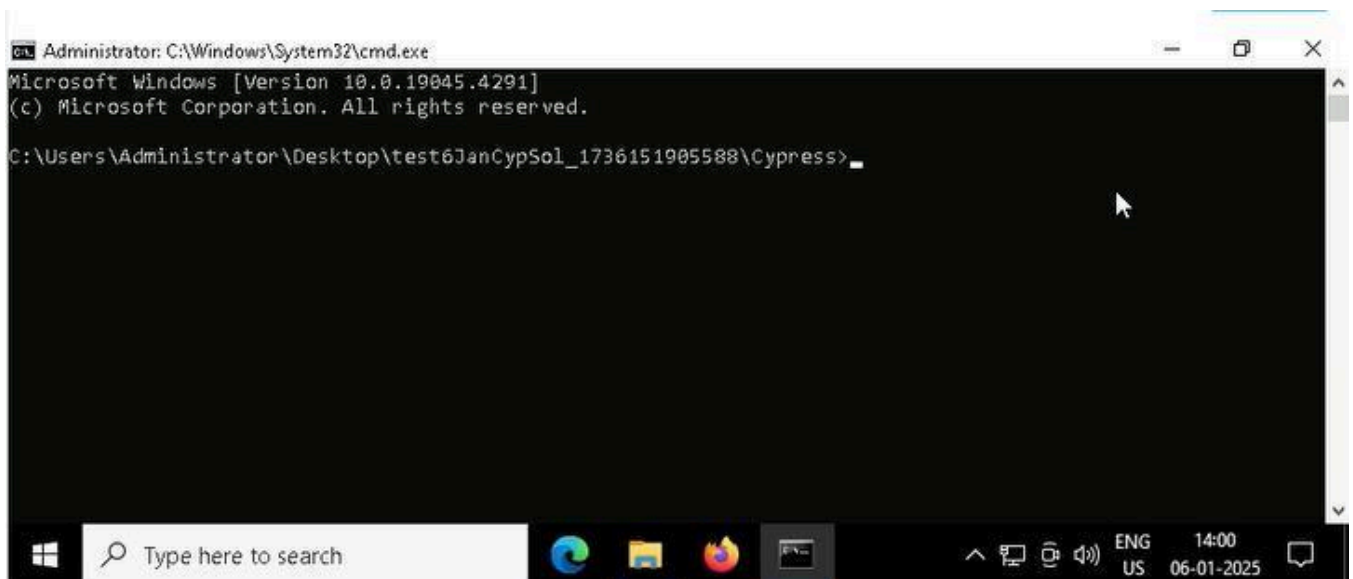 Administrator: C:\Windows\System32\cmd.exe
Microsoft Windows [Version 10.0.19045.4291]
(c) Microsoft Corporation. All rights reserved.
C:\Users\Administrator\Desktop\test6JanCypSol_1736151905588\Cypress>
Type here to search
ENG
US
14:00
06-01-2025